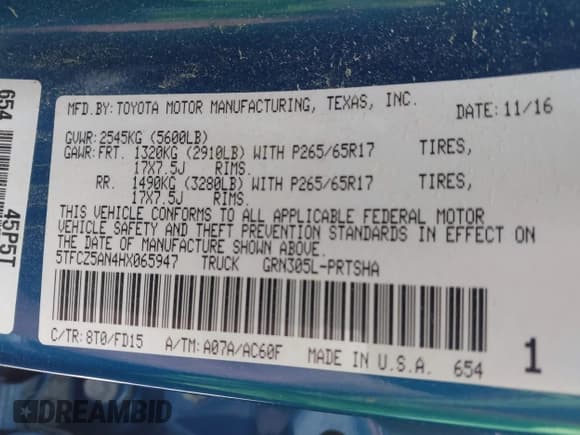 MFD.BY:TOYOTA MOTOR MANUFACTURING, TEXAS, INC. DATE:11/16
GVWR:2545KG (5600LB)
GAWR:FRT. 1320KG (2910LB) WITH P265/65R17 TIRES,
17X7.5J RIMS.
RR. 1490KG (3280LB) WITH P265/65R17 TIRES,
17X7.5J RIMS.
THIS VEHICLE CONFORMS TO ALL APPLICABLE FEDERAL MOTOR
VEHICLE SAFETY AND THEFT PREVENTION STANDARDS IN EFFECT ON
THE DATE OF MANUFACTURE SHOWN ABOVE.
5TFCZ5AN4HX065947 TRUCK GRN305L-PRTSHA
C/TR:8T0/FD15 A/TM:A07A/AC60F MADE IN U.S.A. 654
1
654
45P5T
DREAMBID